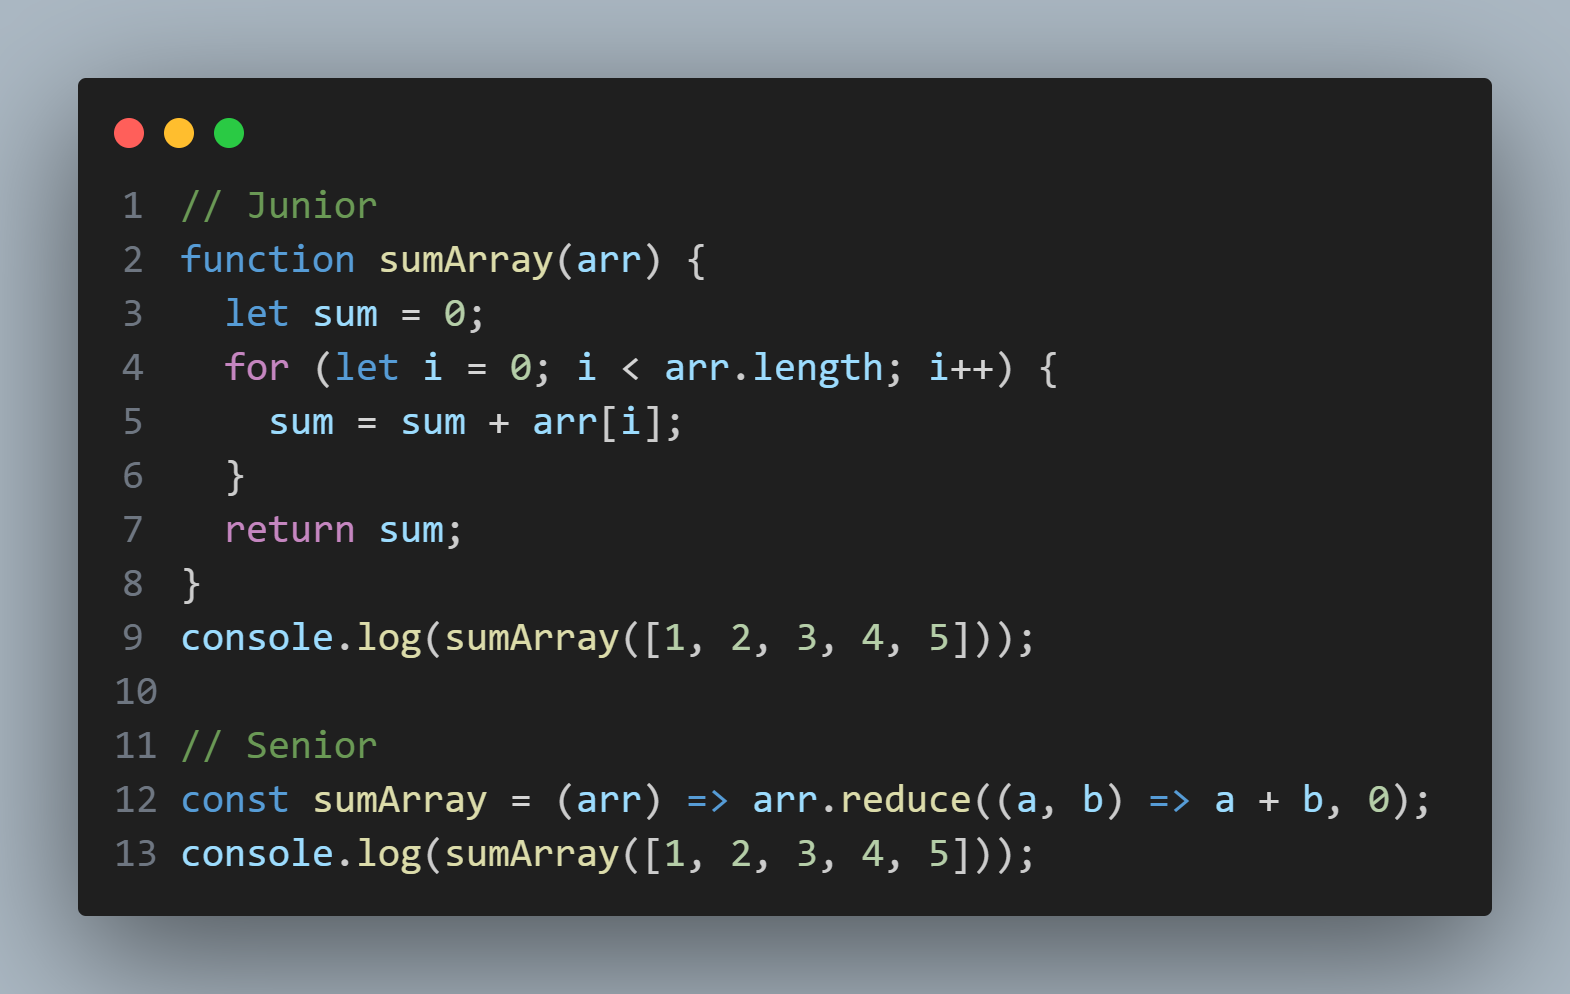 1 // Junior
2 function sumArray(arr) {
3   let sum = 0;
4   for (let i = 0; i < arr.length; i++) {
5     sum = sum + arr[i];
6   }
7   return sum;
8 }
9 console.log(sumArray([1, 2, 3, 4, 5]));
10
11 // Senior
12 const sumArray = (arr) => arr.reduce((a, b) => a + b, 0);
13 console.log(sumArray([1, 2, 3, 4, 5]));